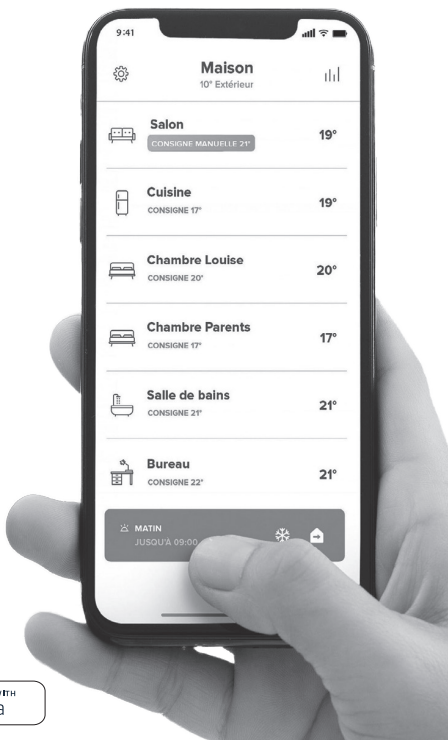 9:41
Maison
10° Extérieur
Salon
CONSIGNE MANUELLE 21°
19°
Cuisine
CONSIGNE 17°
19°
Chambre Louise
CONSIGNE 20°
20°
Chambre Parents
CONSIGNE 17°
17°
Salle de bains
CONSIGNE 21°
21°
Bureau
CONSIGNE 22°
21°
MATIN
JUSQU'À 09:00